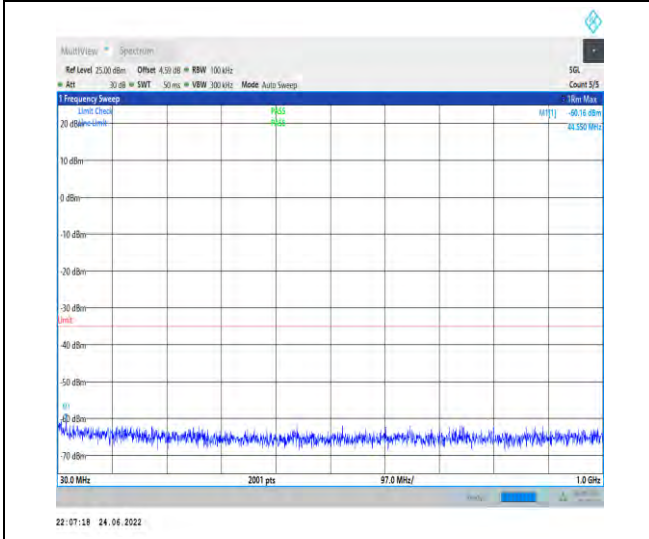 MultiView Spectrum
Ref Level 25.00 dBm Offset 4.59 dB RBW 100 kHz SGL
Att 30 dB SWT 50 ms VBW 300 kHz Mode Auto Sweep Count 5/5
1 Frequency Sweep 1Rm Max
Limit Check PASS M1[1] -60.16 dBm
20 dBm Line Limit PASS 44.550 MHz
10 dBm
0 dBm
-10 dBm
-20 dBm
-30 dBm
Limit
-40 dBm
-50 dBm
M1
-60 dBm
-70 dBm
30.0 MHz 2001 pts 97.0 MHz/ 1.0 GHz
22:07:18 24.06.2022